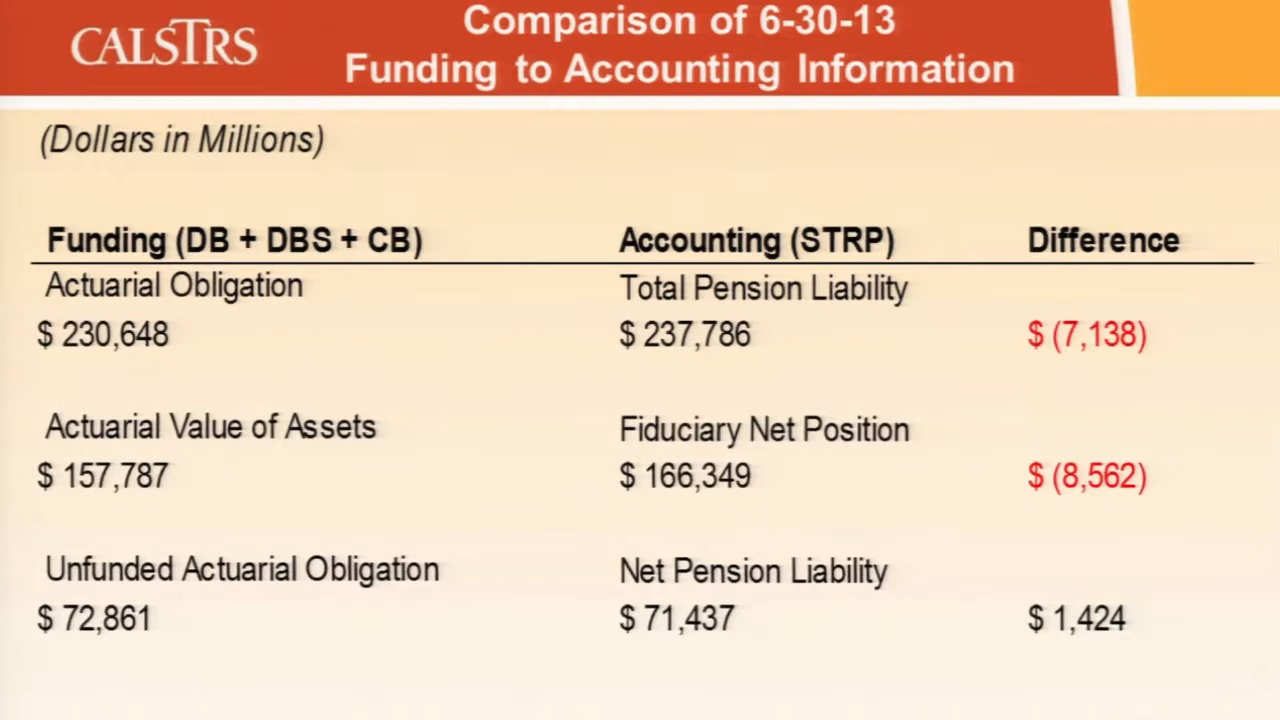 CALSTRS
Comparison of 6-30-13
Funding to Accounting Information
(Dollars in Millions)
Funding (DB + DBS + CB) Accounting (STRP) Difference
Actuarial Obligation Total Pension Liability
$ 230,648 $ 237,786 $ (7,138)
Actuarial Value of Assets Fiduciary Net Position
$ 157,787 $ 166,349 $ (8,562)
Unfunded Actuarial Obligation Net Pension Liability
$ 72,861 $ 71,437 $ 1,424